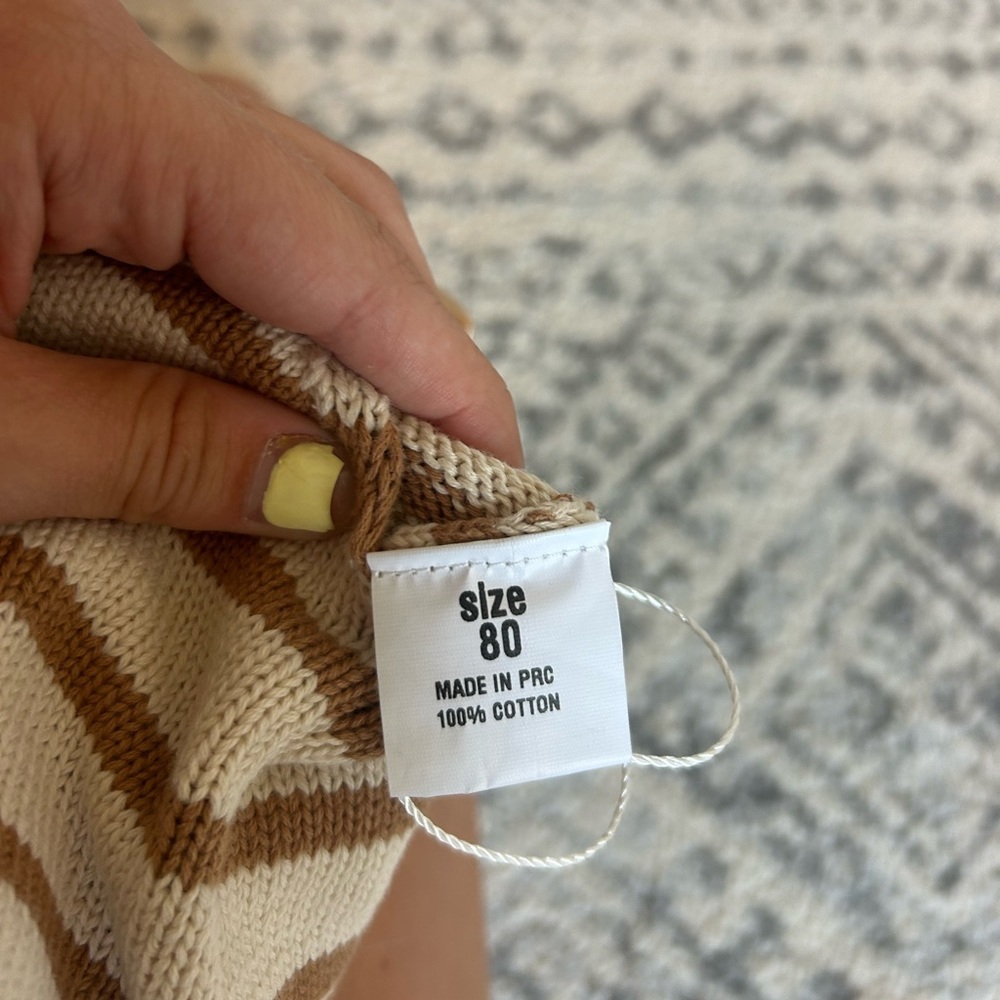 size
80
MADE IN PRC
100% COTTON